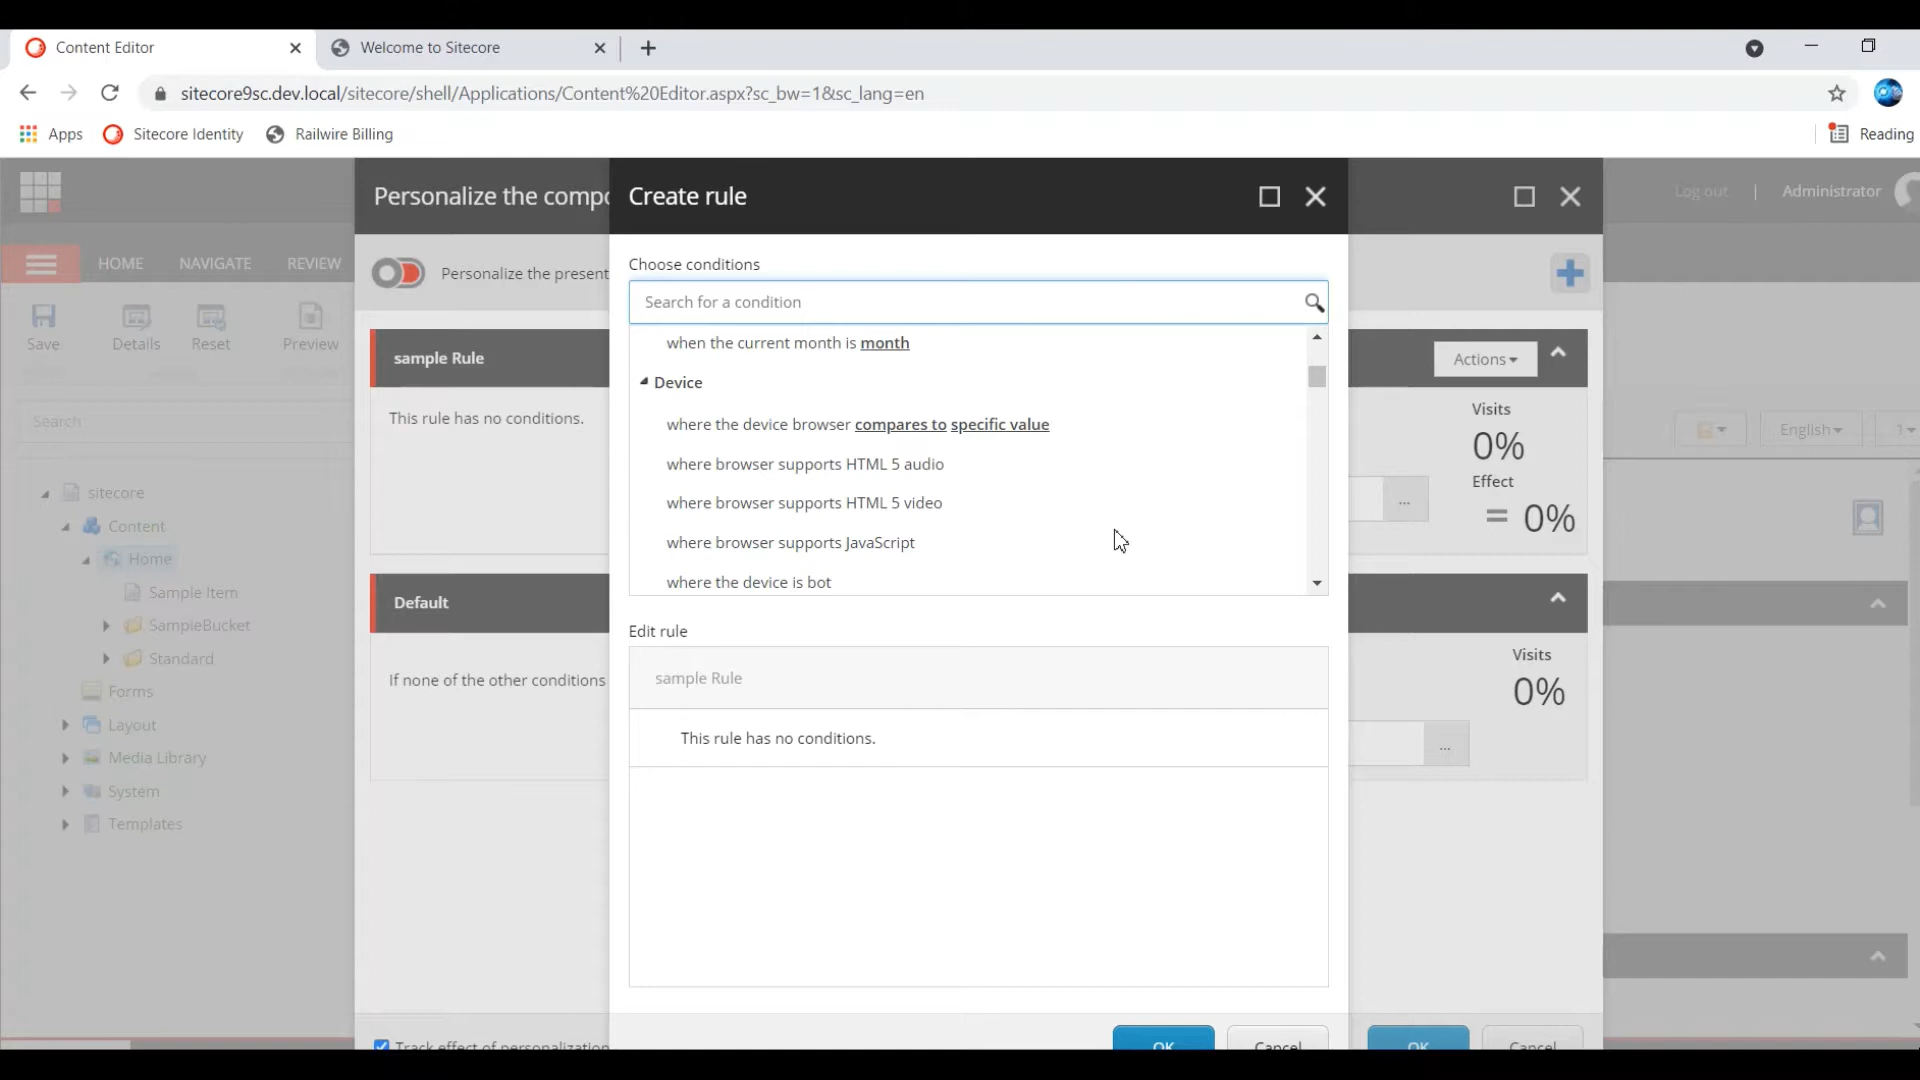 Content Editor
Welcome to Sitecore
sitecore9sc.dev.local/sitecore/shell/Applications/Content%20Editor.aspx?sc_bw=1&sc_lang=en
Apps
Sitecore Identity
Railwire Billing
Reading
Personalize the compo
Create rule
Log out
|
Administrator
HOME
NAVIGATE
REVIEW
Personalize the present
Choose conditions
Search for a condition
Save
Details
Reset
Preview
when the current month is month
sample Rule
Actions
Device
This rule has no conditions.
Visits
0%
Search
where the device browser compares to specific value
English
1
where browser supports HTML 5 audio
Effect
= 0%
sitecore
where browser supports HTML 5 video
...
Content
where browser supports JavaScript
Home
where the device is bot
Sample Item
Default
SampleBucket
Edit rule
Standard
Visits
0%
If none of the other conditions
sample Rule
Forms
Layout
This rule has no conditions.
...
Media Library
System
Templates
Track effect of personalization
OK
Cancel
OK
Cancel